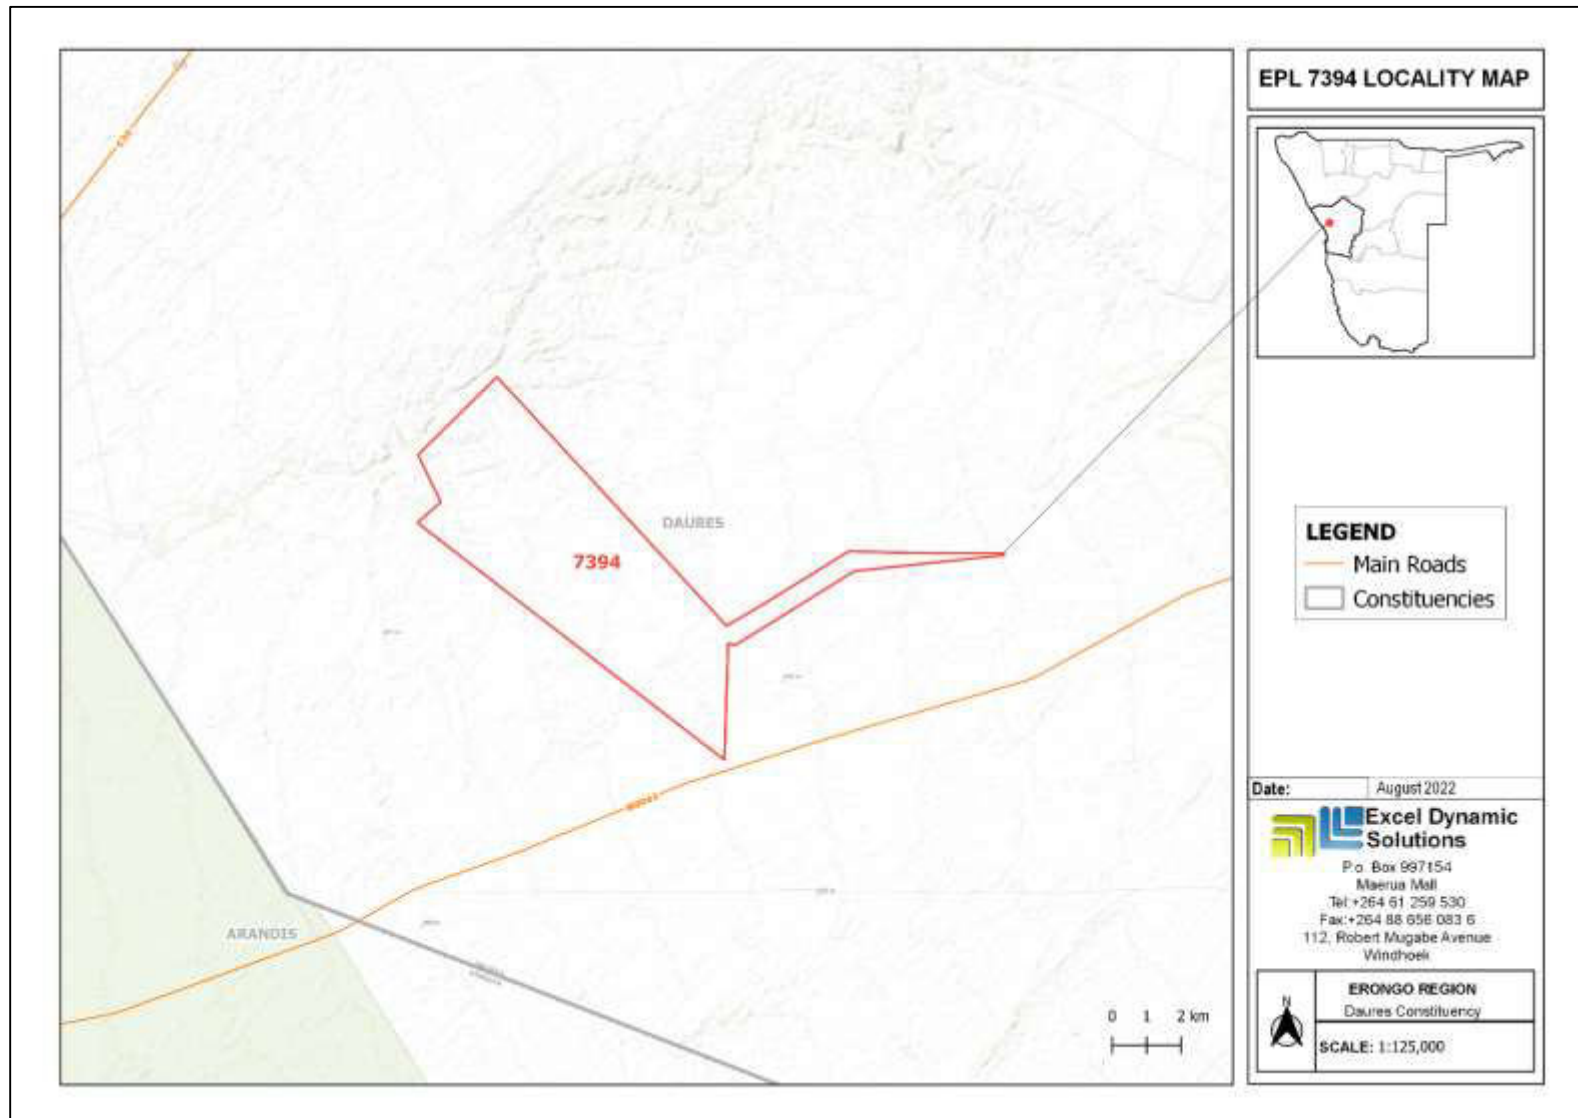 EPL 7394 LOCALITY MAP
DAURES
7394
ARANDIS
0 1 2 km
LEGEND
Main Roads
Constituencies
Date: August 2022
Excel Dynamic
Solutions
P.o. Box 997154
Maerua Mall
Tel:+264 61 259 530
Fax:+264 88 656 083 6
112, Robert Mugabe Avenue
Windhoek
N
ERONGO REGION
Daures Constituency
SCALE: 1:125,000